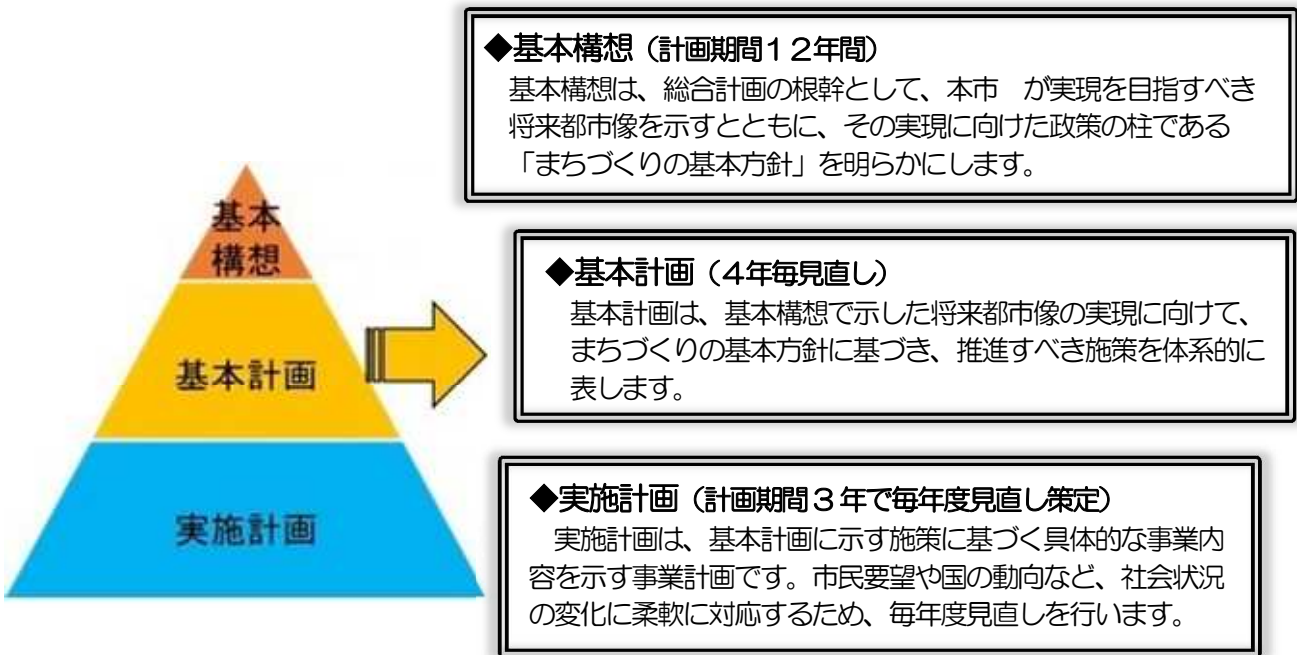 ◆基本構想（計画期間１２年間）
基本構想は、総合計画の根幹として、本市　が実現を目指すべき
将来都市像を示すとともに、その実現に向けた政策の柱である
「まちづくりの基本方針」を明らかにします。
基本
構想
◆基本計画（４年毎見直し）
基本計画は、基本構想で示した将来都市像の実現に向けて、
まちづくりの基本方針に基づき、推進すべき施策を体系的に
表します。
基本計画
◆実施計画（計画期間３年で毎年度見直し策定）
実施計画は、基本計画に示す施策に基づく具体的な事業内
容を示す事業計画です。市民要望や国の動向など、社会状況
の変化に柔軟に対応するため、毎年度見直しを行います。
実施計画